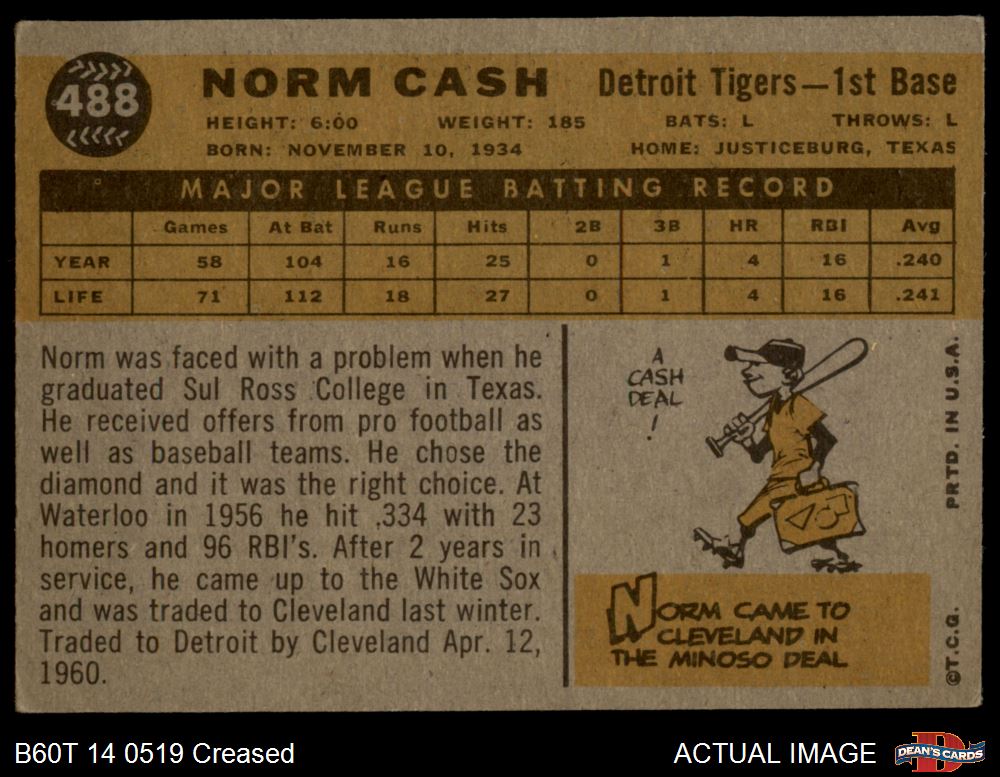 488
NORM CASH Detroit Tigers—1st Base
HEIGHT: 6:00 WEIGHT: 185 BATS: L THROWS: L
BORN: NOVEMBER 10, 1934 HOME: JUSTICEBURG, TEXAS
MAJOR LEAGUE BATTING RECORD
Games At Bat Runs Hits 2B 3B HR RBI Avg
YEAR 58 104 16 25 0 1 4 16 .240
LIFE 71 112 18 27 0 1 4 16 .241
Norm was faced with a problem when he
graduated Sul Ross College in Texas.
He received offers from pro football as
well as baseball teams. He chose the
diamond and it was the right choice. At
Waterloo in 1956 he hit .334 with 23
homers and 96 RBI's. After 2 years in
service, he came up to the White Sox
and was traded to Cleveland last winter.
Traded to Detroit by Cleveland Apr. 12,
1960.
A
CASH
DEAL
!
NORM CAME TO
CLEVELAND IN
THE MINOSO DEAL
©T.C.G. PRTD. IN U.S.A.
B60T 14 0519 Creased
ACTUAL IMAGE
DEAN'S CARDS